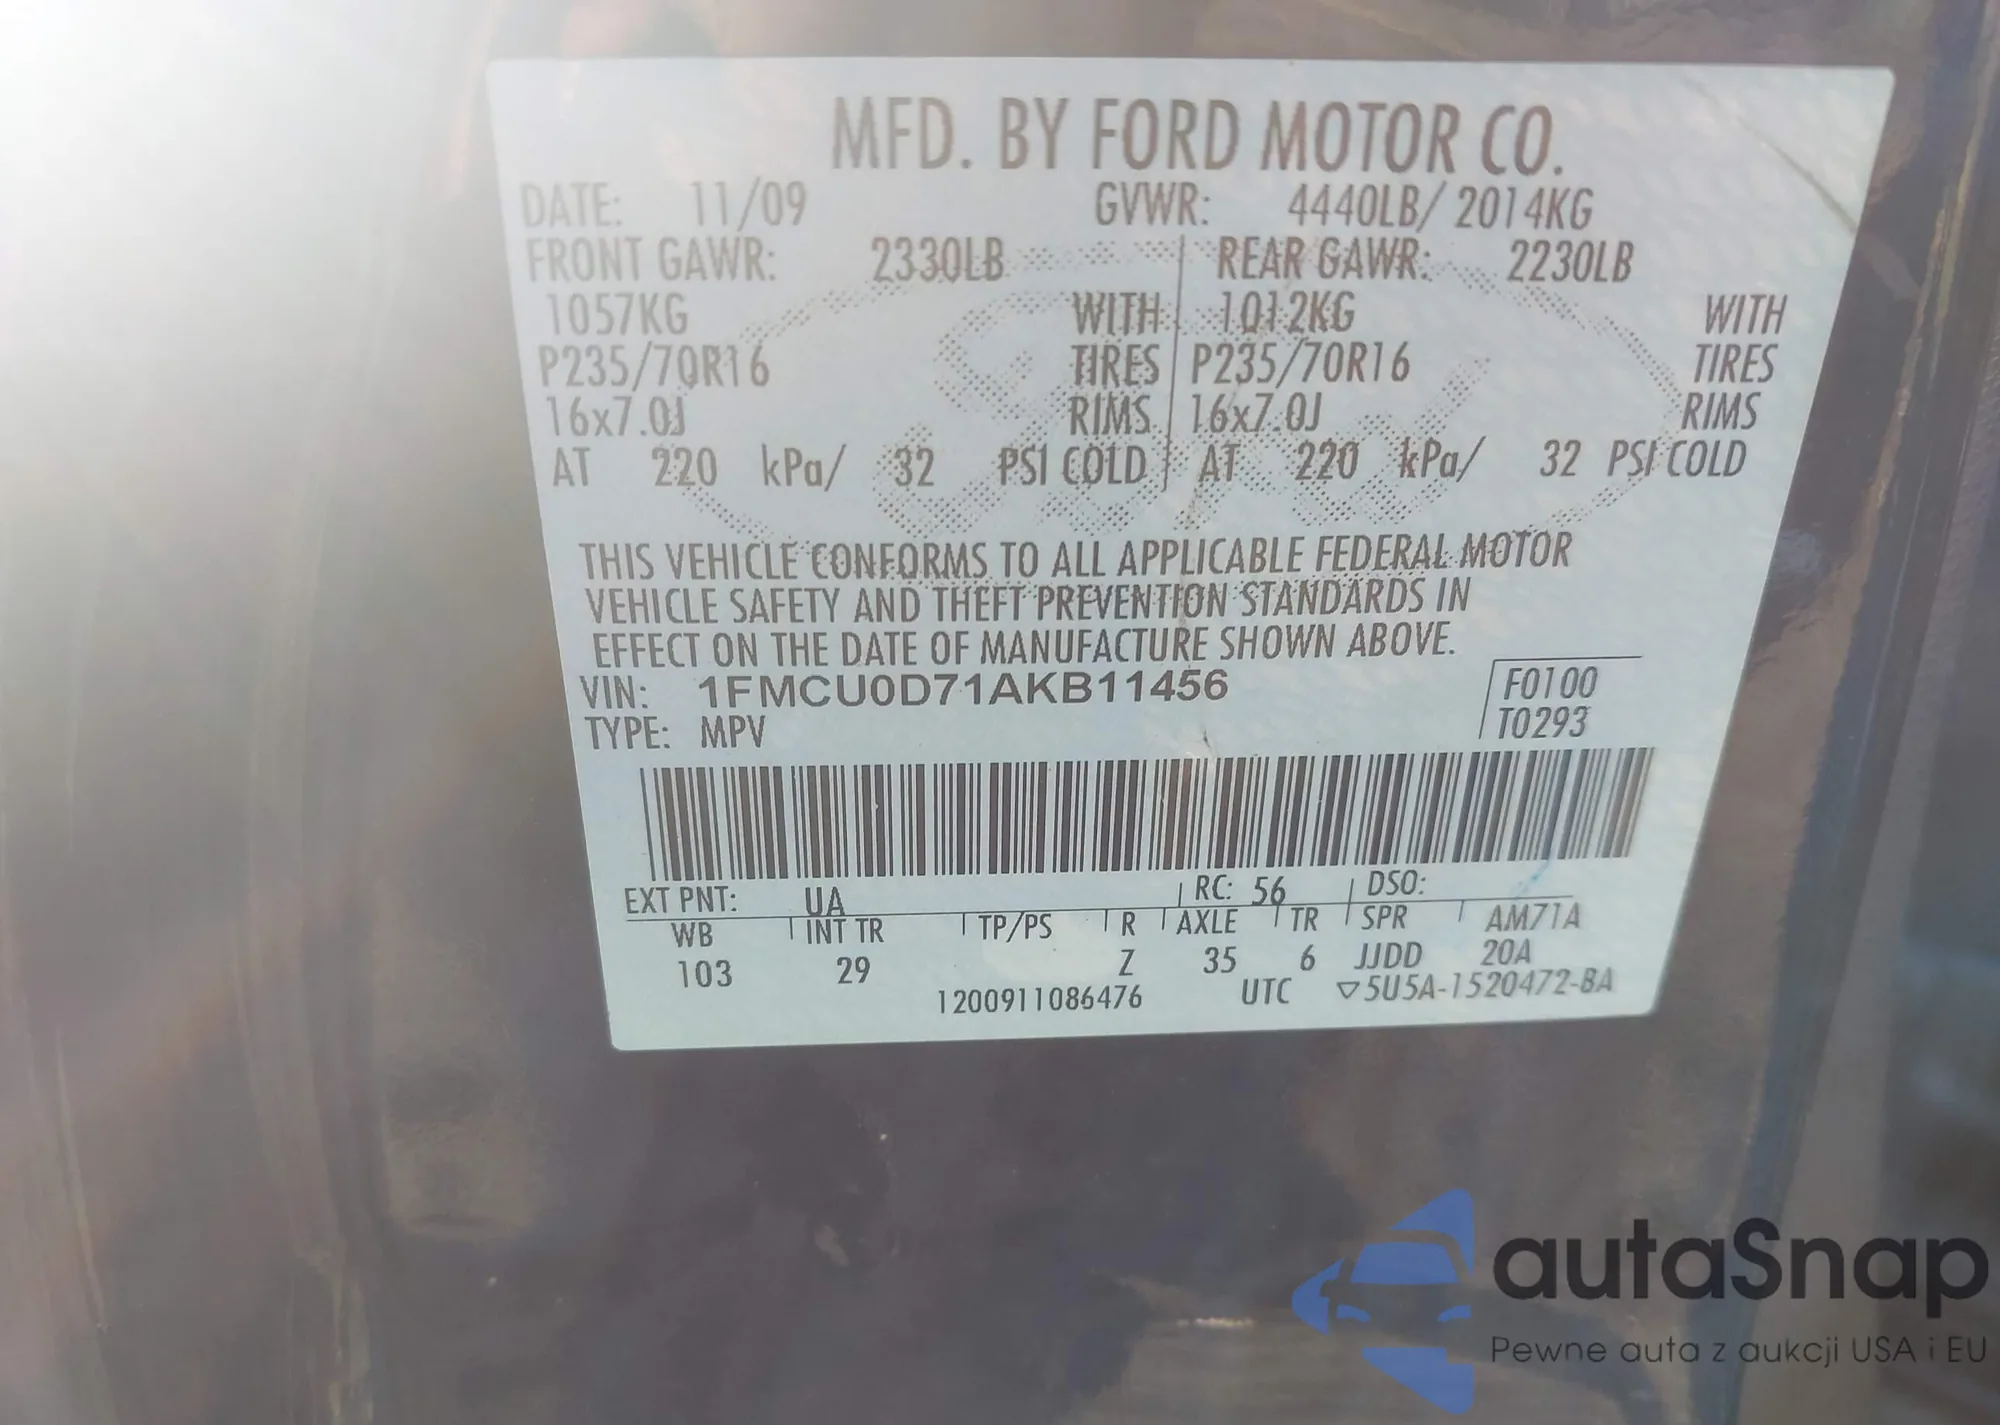 MFD. BY FORD MOTOR CO.
DATE: 11/09 GVWR: 4440LB/ 2014KG
FRONT GAWR: 2330LB REAR GAWR: 2230LB
1057KG WITH 1012KG WITH
P235/70R16 TIRES P235/70R16 TIRES
16x7.0J RIMS 16x7.0J RIMS
AT 220 kPa/ 32 PSI COLD AT 220 kPa/ 32 PSI COLD
THIS VEHICLE CONFORMS TO ALL APPLICABLE FEDERAL MOTOR
VEHICLE SAFETY AND THEFT PREVENTION STANDARDS IN
EFFECT ON THE DATE OF MANUFACTURE SHOWN ABOVE.
VIN: 1FMCU0D71AKB11456 F0100
TYPE: MPV T0293
EXT PNT: UA RC: 56 DSO:
WB INT TR TP/PS R AXLE TR SPR AM71A
103 29 Z 35 6 JJDD 20A
1200911086476 UTC ▽5U5A-1520472-BA
autaSnap
Pewne auta z aukcji USA i EU